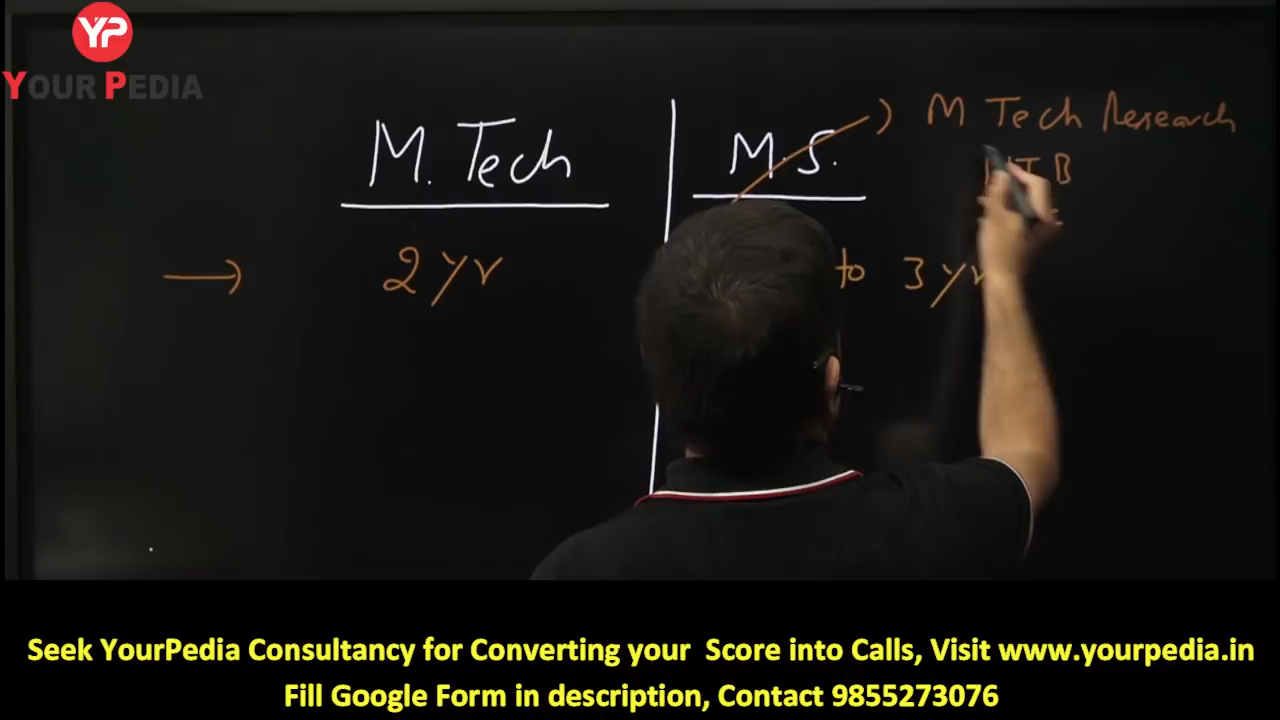 YP
YOUR PEDIA
M. Tech
M.S.
) M Tech Research
→ 2 yr
to 3 yr
Seek YourPedia Consultancy for Converting your Score into Calls, Visit www.yourpedia.in
Fill Google Form in description, Contact 9855273076